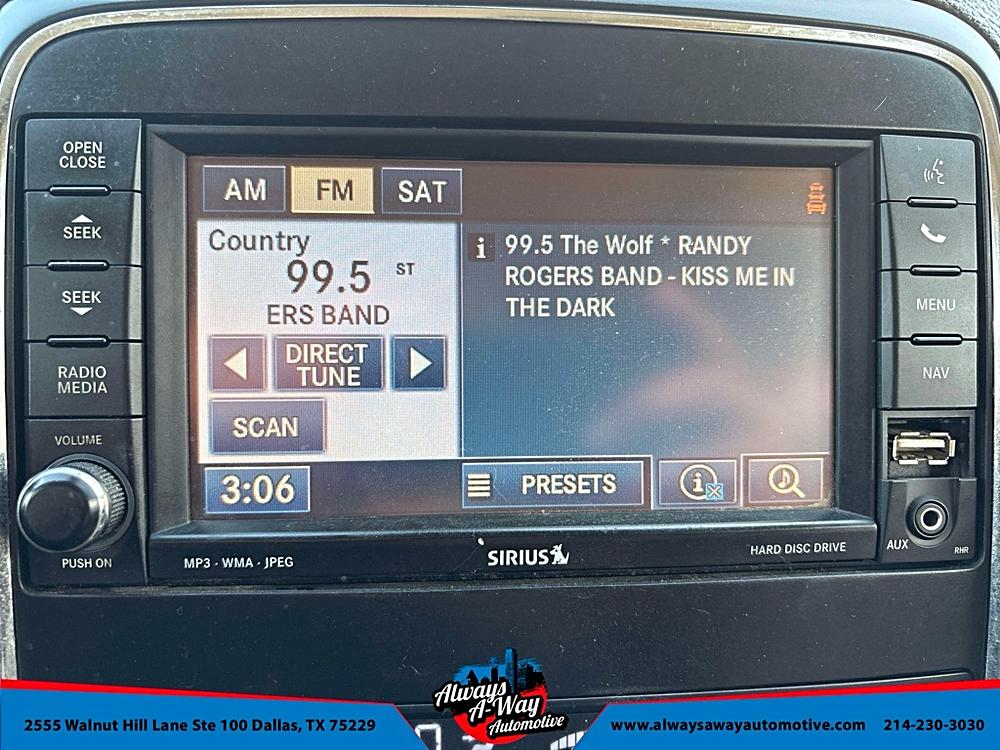 OPEN
CLOSE
SEEK
SEEK
RADIO
MEDIA
VOLUME
PUSH ON
AM FM SAT
Country
99.5 ST
ERS BAND
DIRECT
TUNE
SCAN
3:06
i 99.5 The Wolf * RANDY
ROGERS BAND - KISS ME IN
THE DARK
PRESETS
i
MENU
NAV
AUX
RHR
MP3 - WMA - JPEG
SIRIUS
HARD DISC DRIVE
2555 Walnut Hill Lane Ste 100 Dallas, TX 75229
Always
A-Way
Automotive
www.alwaysawayautomotive.com 214-230-3030